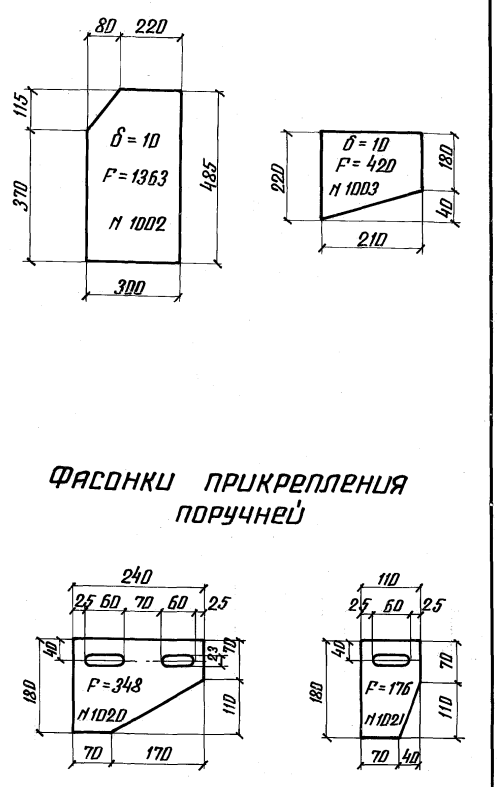 80 220
115
370
δ = 10
F = 1363
N 1002
485
300
220
δ = 10
F = 420
N 1003
180
40
210
Фасонки прикрепления
поручней
240
25 60 70 60 25
40
180
23
70
110
F = 348
N 1020
70 170
110
25 60 25
40
180
70
110
F = 176
N 1021
70 40